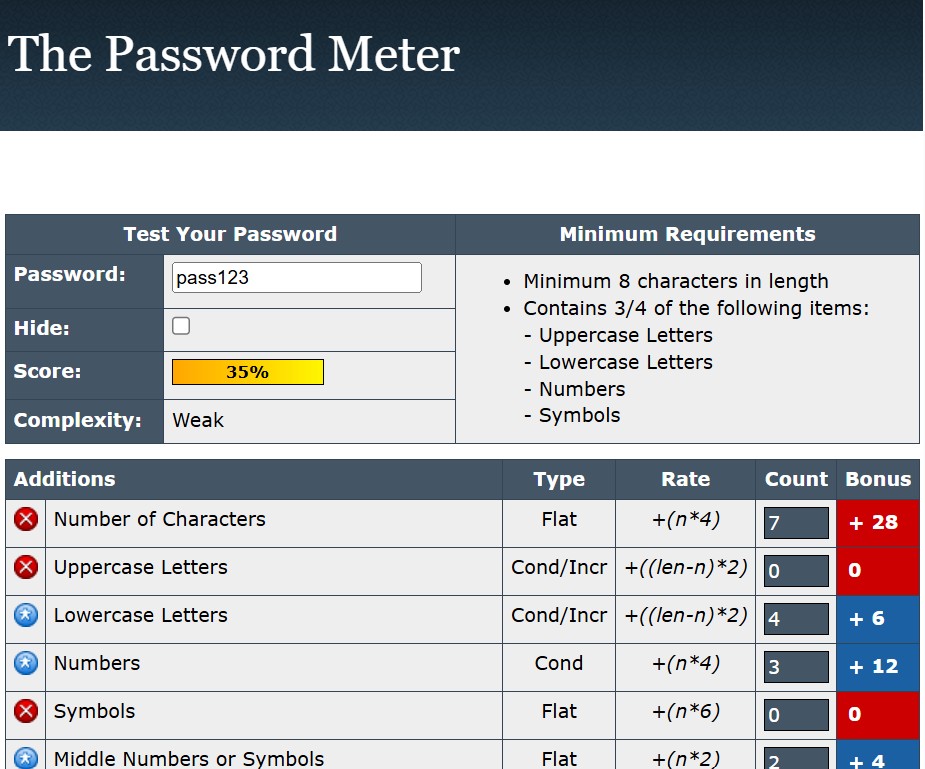 The Password Meter
Test Your Password Minimum Requirements
Password: pass123
• Minimum 8 characters in length
• Contains 3/4 of the following items:
- Uppercase Letters
- Lowercase Letters
- Numbers
- Symbols
Hide:
Score: 35%
Complexity: Weak
Additions Type Rate Count Bonus
Number of Characters Flat +(n*4) 7 + 28
Uppercase Letters Cond/Incr +((len-n)*2) 0 0
Lowercase Letters Cond/Incr +((len-n)*2) 4 + 6
Numbers Cond +(n*4) 3 + 12
Symbols Flat +(n*6) 0 0
Middle Numbers or Symbols Flat +(n*2) 2 + 4